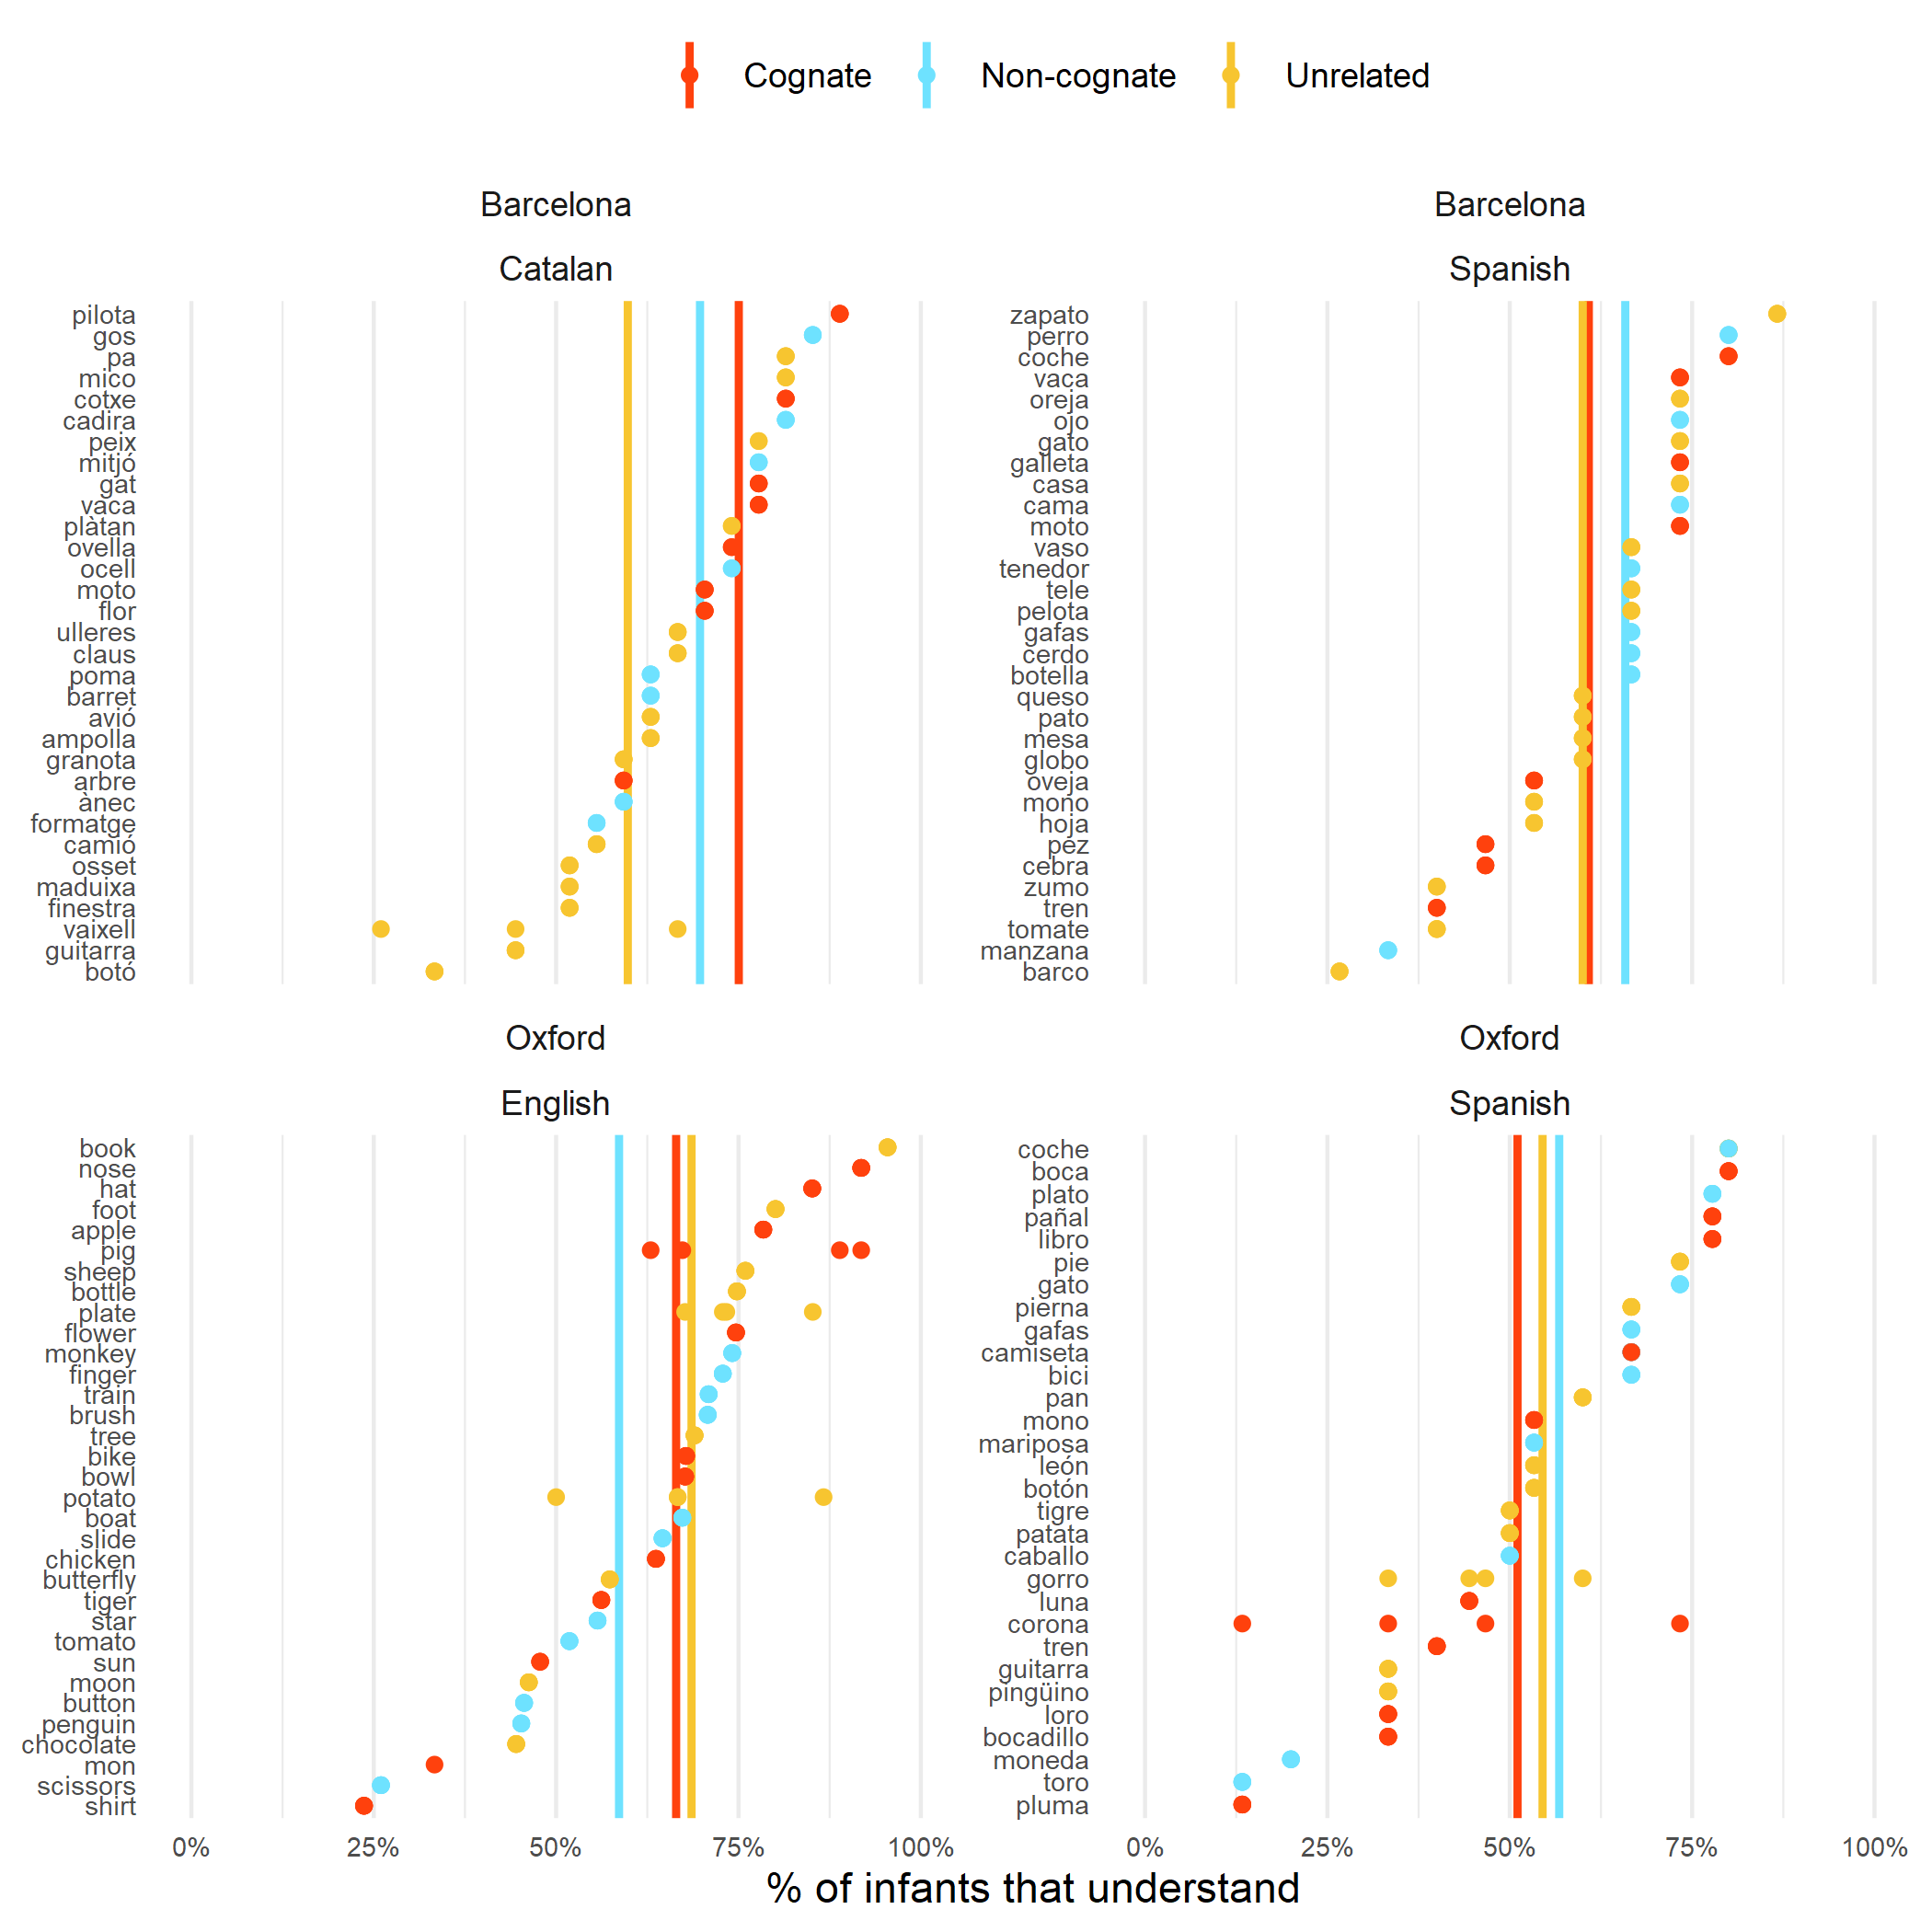 Cognate Non-cognate Unrelated
Barcelona
Catalan
pilota
gos
pa
mico
cotxe
cadira
peix
mitjó
gat
vaca
plàtan
ovella
ocell
moto
flor
ulleres
claus
poma
barret
avió
ampolla
granota
arbre
ànec
formatge
camió
osset
maduixa
finestra
vaixell
guitarra
botó
Barcelona
Spanish
zapato
perro
coche
vaca
oreja
ojo
gato
galleta
casa
cama
moto
vaso
tenedor
tele
pelota
gafas
cerdo
botella
queso
pato
mesa
globo
oveja
mono
hoja
pez
cebra
zumo
tren
tomate
manzana
barco
Oxford
English
book
nose
hat
foot
apple
pig
sheep
bottle
plate
flower
monkey
finger
train
brush
tree
bike
bowl
potato
boat
slide
chicken
butterfly
tiger
star
tomato
sun
moon
button
penguin
chocolate
mon
scissors
shirt
0% 25% 50% 75% 100%
Oxford
Spanish
coche
boca
plato
pañal
libro
pie
gato
pierna
gafas
camiseta
bici
pan
mono
mariposa
león
botón
tigre
patata
caballo
gorro
luna
corona
tren
guitarra
pingüino
loro
bocadillo
moneda
toro
pluma
0% 25% 50% 75% 100%
% of infants that understand